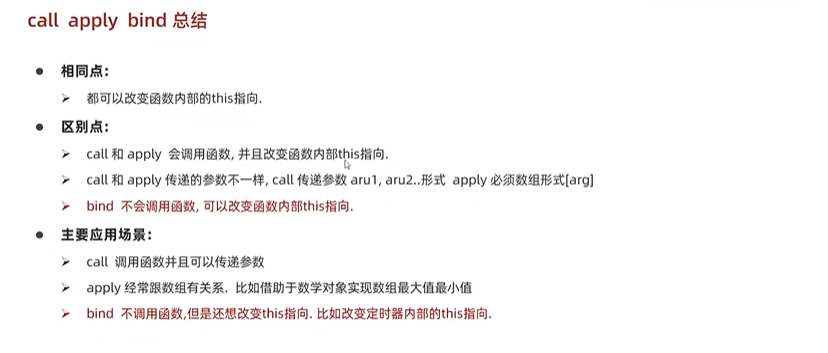 call apply bind 总结
相同点:
都可以改变函数内部的this指向.
区别点:
call 和 apply 会调用函数, 并且改变函数内部this指向.
call 和 apply 传递的参数不一样, call 传递参数 aru1, aru2..形式 apply 必须数组形式[arg]
bind 不会调用函数, 可以改变函数内部this指向.
主要应用场景:
call 调用函数并且可以传递参数
apply 经常跟数组有关系. 比如借助于数学对象实现数组最大值最小值
bind 不调用函数,但是还想改变this指向. 比如改变定时器内部的this指向.